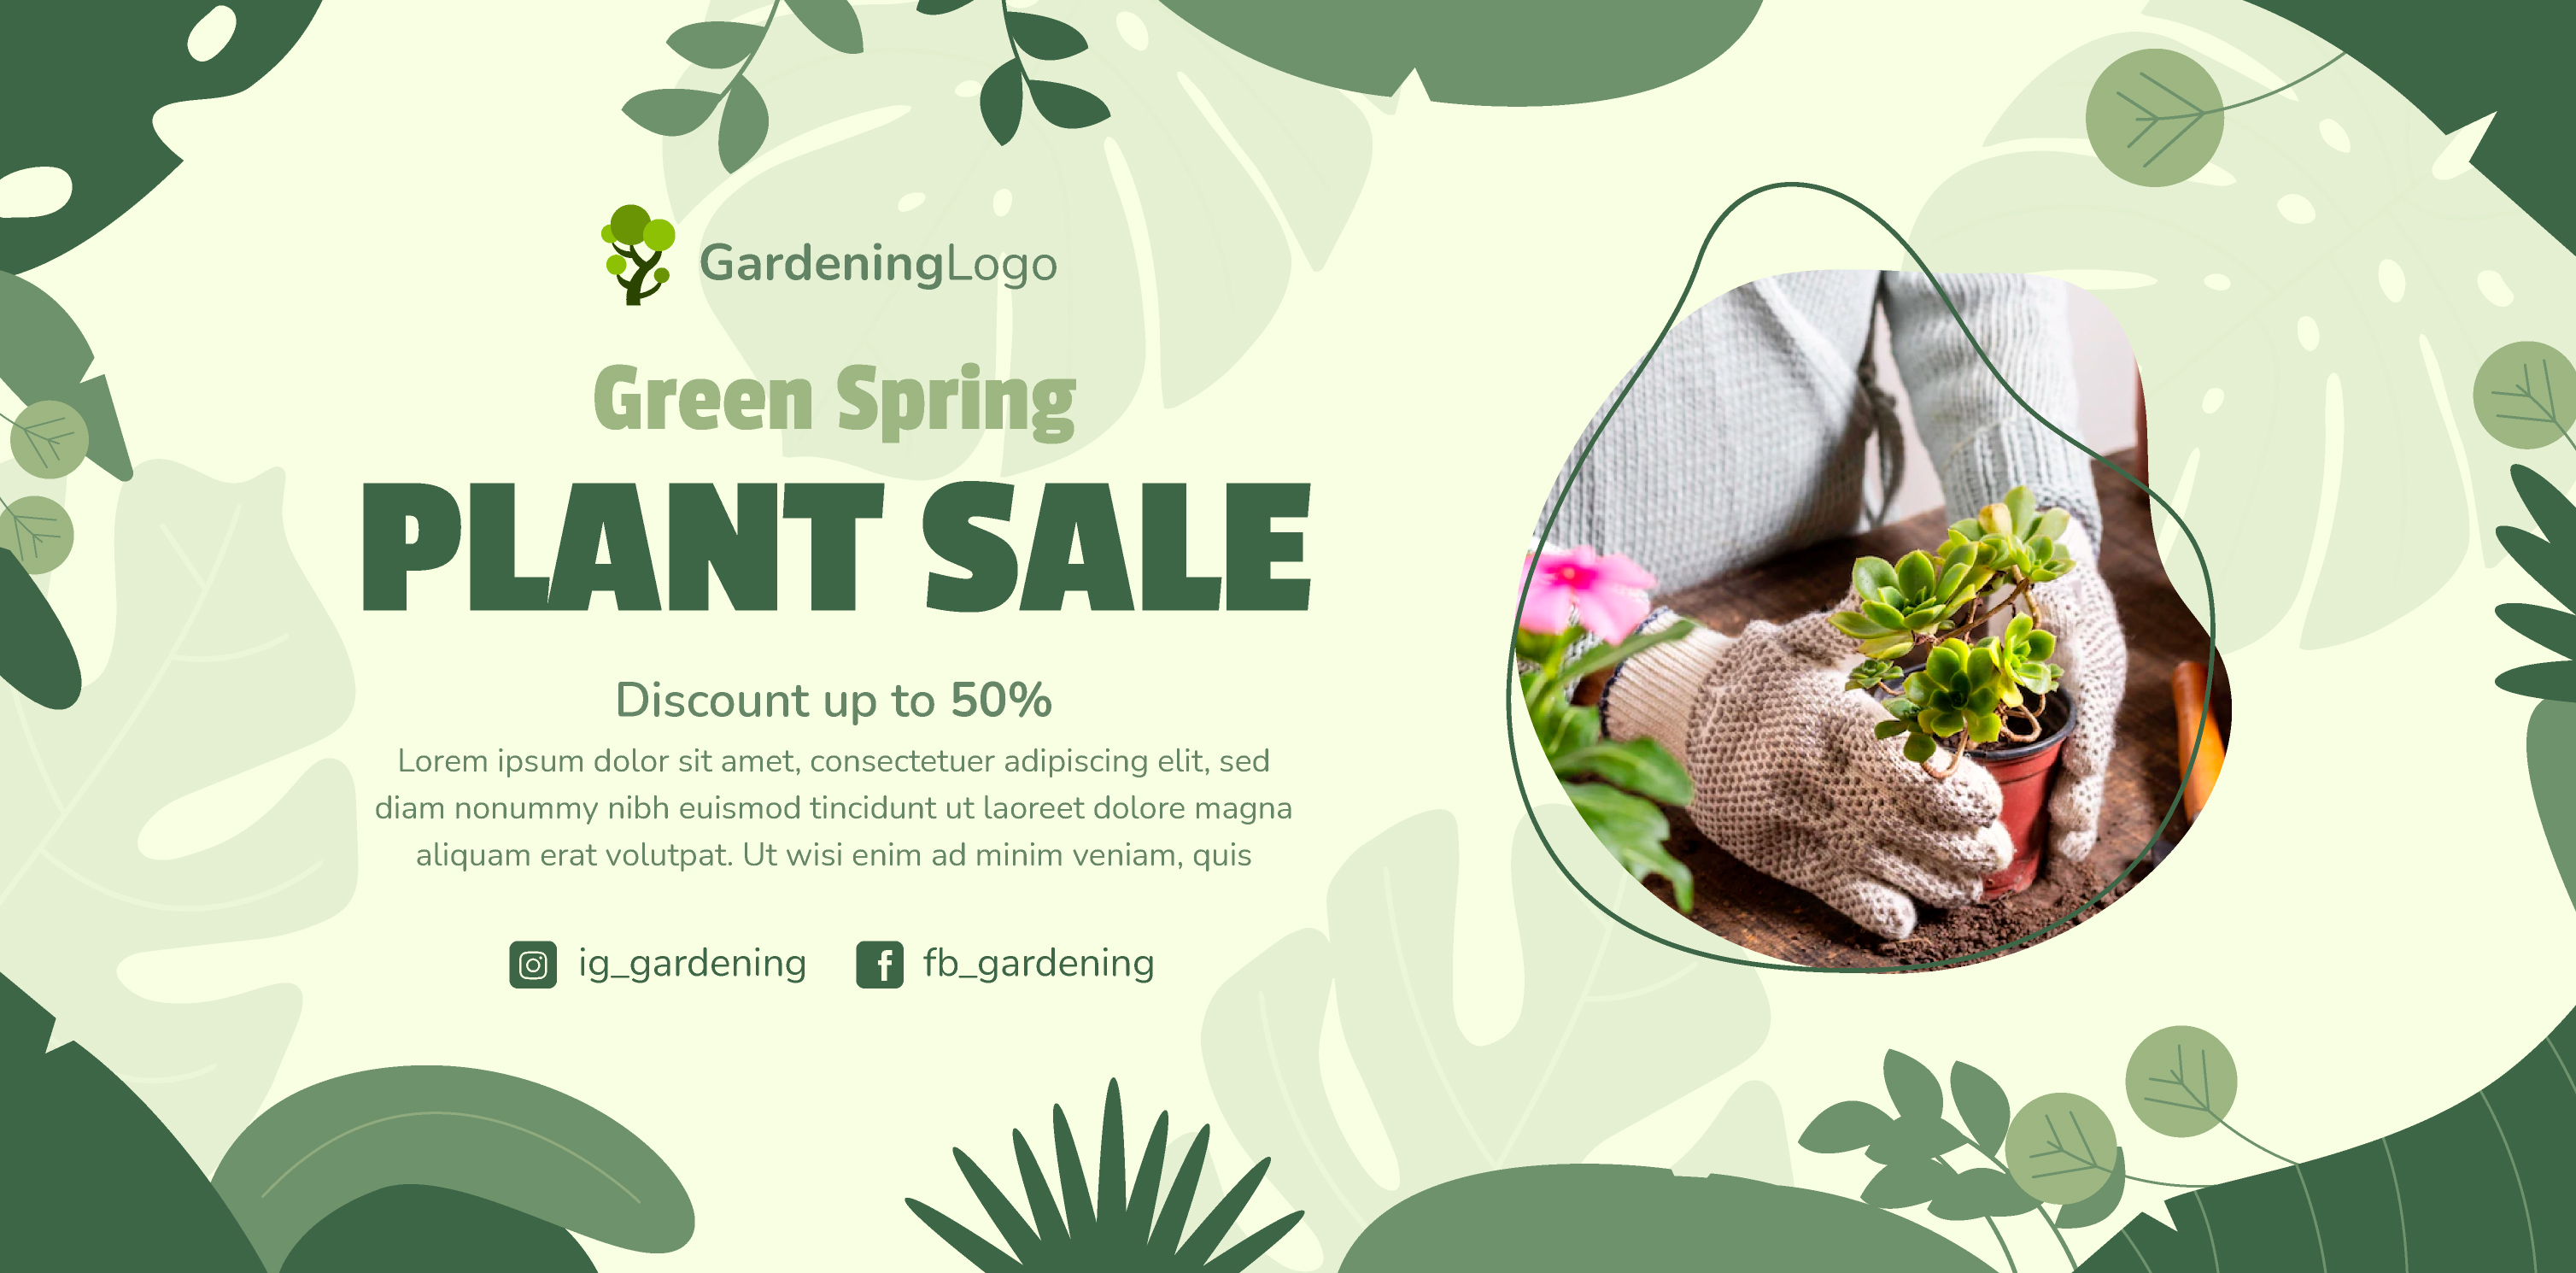 GardeningLogo
Green Spring
PLANT SALE
Discount up to 50%
Lorem ipsum dolor sit amet, consectetuer adipiscing elit, sed
diam nonummy nibh euismod tincidunt ut laoreet dolore magna
aliquam erat volutpat. Ut wisi enim ad minim veniam, quis
ig_gardening fb_gardening